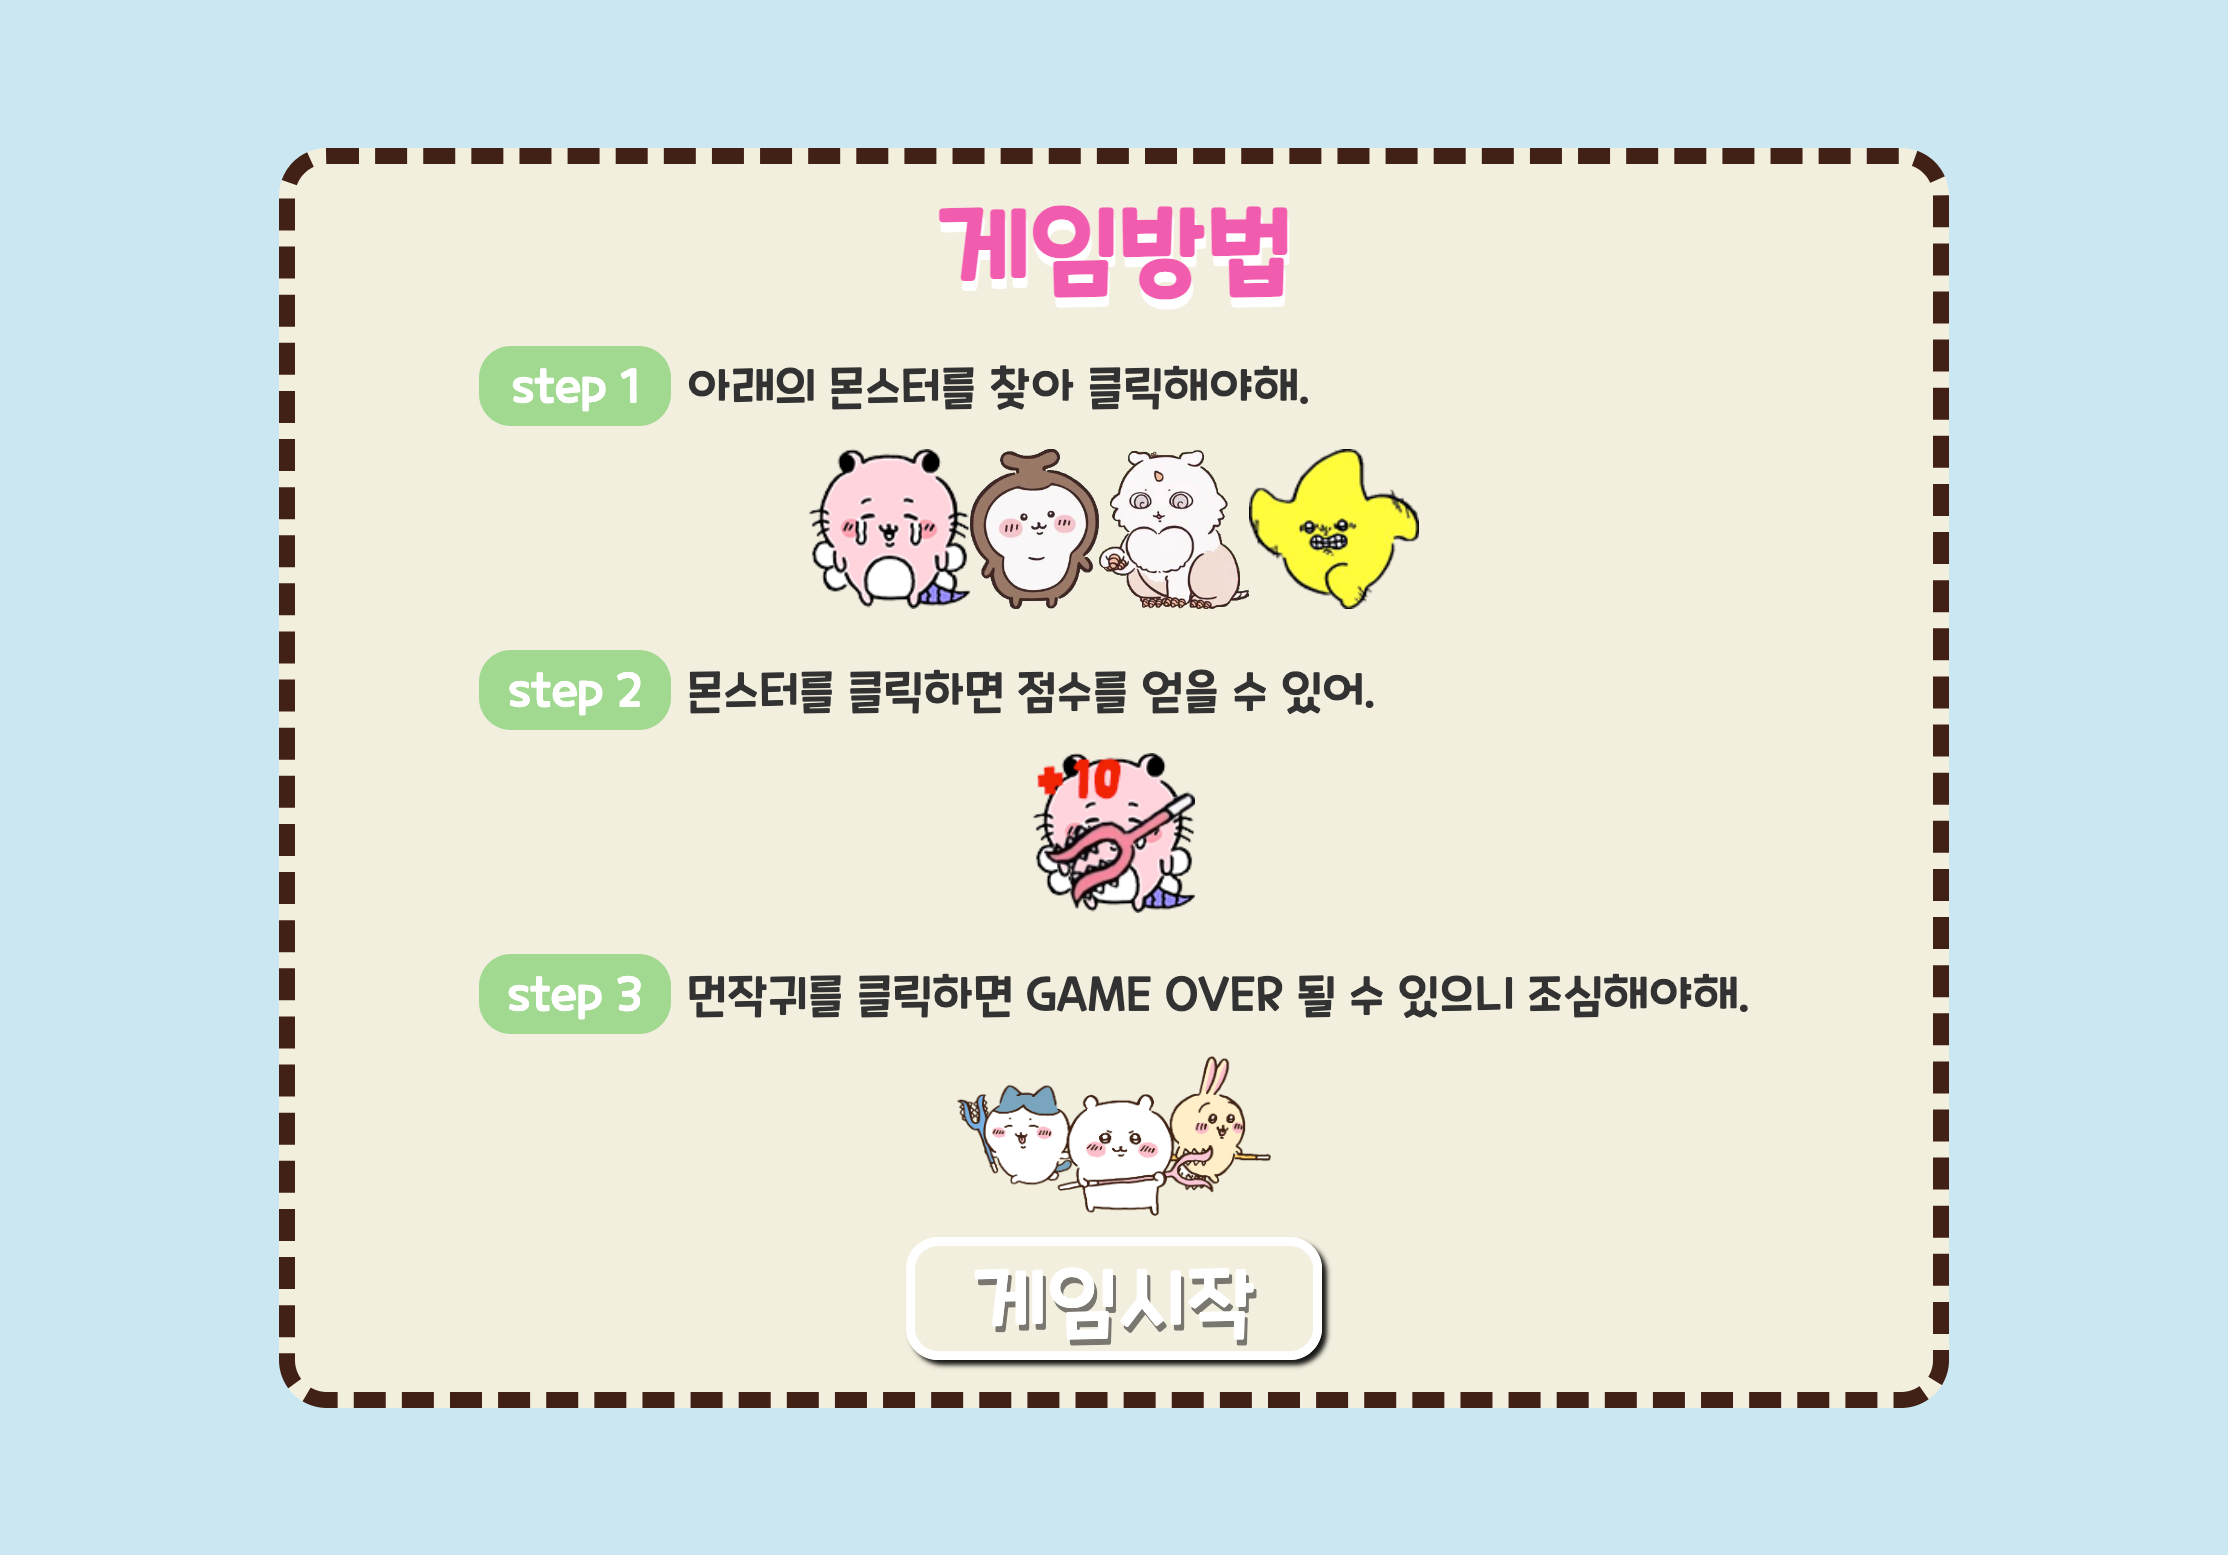 게임방법
step 1 아래의 몬스터를 찾아 클릭해야해.
step 2 몬스터를 클릭하면 점수를 얻을 수 있어.
+10
step 3 먼작귀를 클릭하면 GAME OVER 될 수 있으니 조심해야해.
게임시작